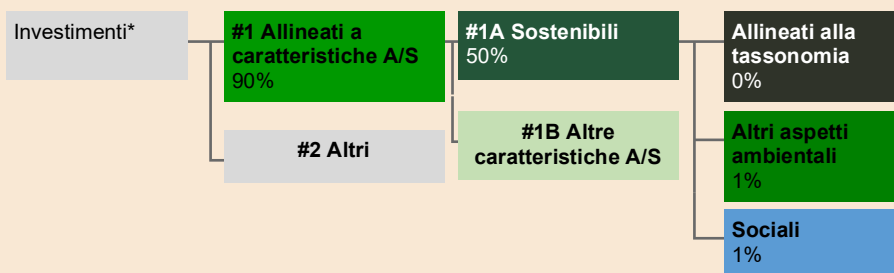 Investimenti*
#1 Allineati a
caratteristiche A/S
90%
#2 Altri
#1A Sostenibili
50%
#1B Altre
caratteristiche A/S
Allineati alla
tassonomia
0%
Altri aspetti
ambientali
1%
Sociali
1%